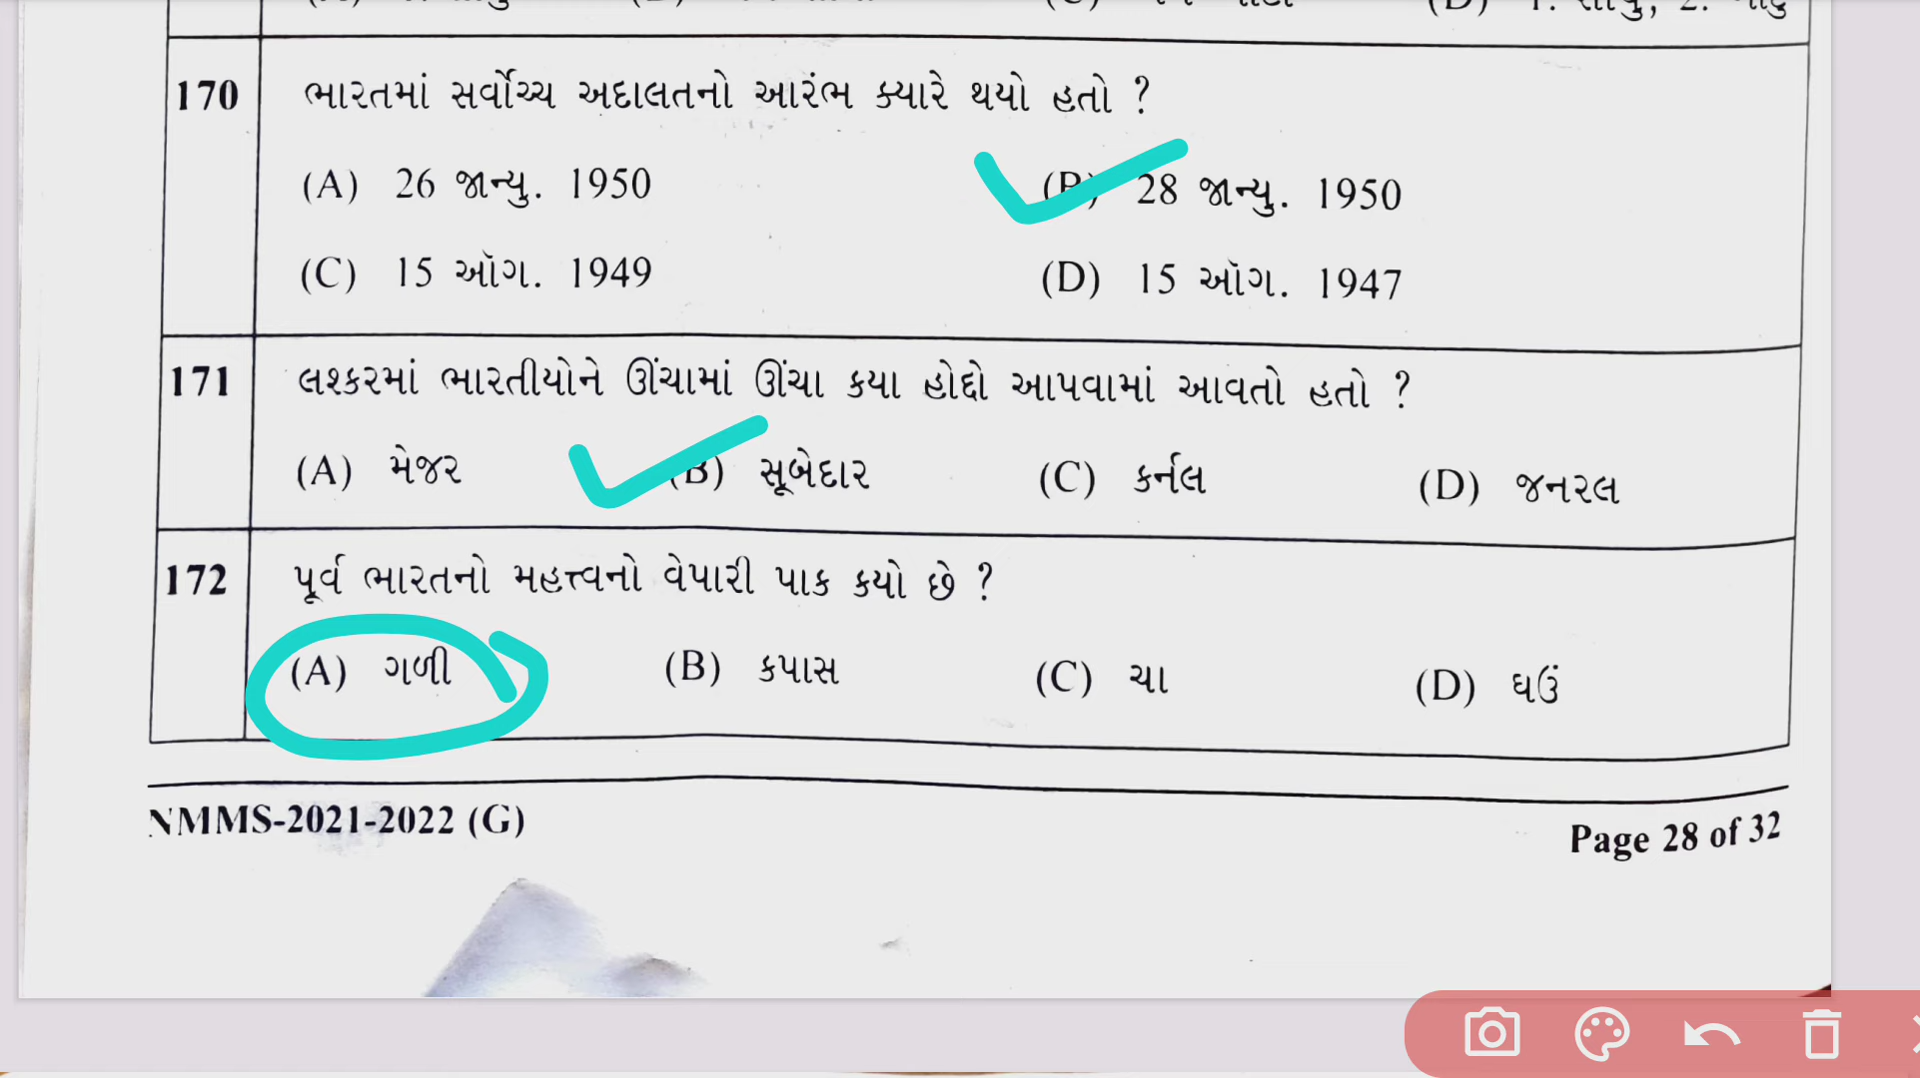 170 ભારતમાં સર્વોચ્ચ અદાલતનો આરંભ ક્યારે થયો હતો ?
(A) 26 જાન્યુ. 1950 (B) 28 જાન્યુ. 1950
(C) 15 ઑગ. 1949 (D) 15 ઑગ. 1947
171 લશ્કરમાં ભારતીયોને ઊંચામાં ઊંચા કયા હોદ્દો આપવામાં આવતો હતો ?
(A) મેજર (B) સૂબેદાર (C) કર્નલ (D) જનરલ
172 પૂર્વ ભારતનો મહત્ત્વનો વેપારી પાક કયો છે ?
(A) ગળી (B) કપાસ (C) ચા (D) ઘઉં
NMMS-2021-2022 (G)
Page 28 of 32